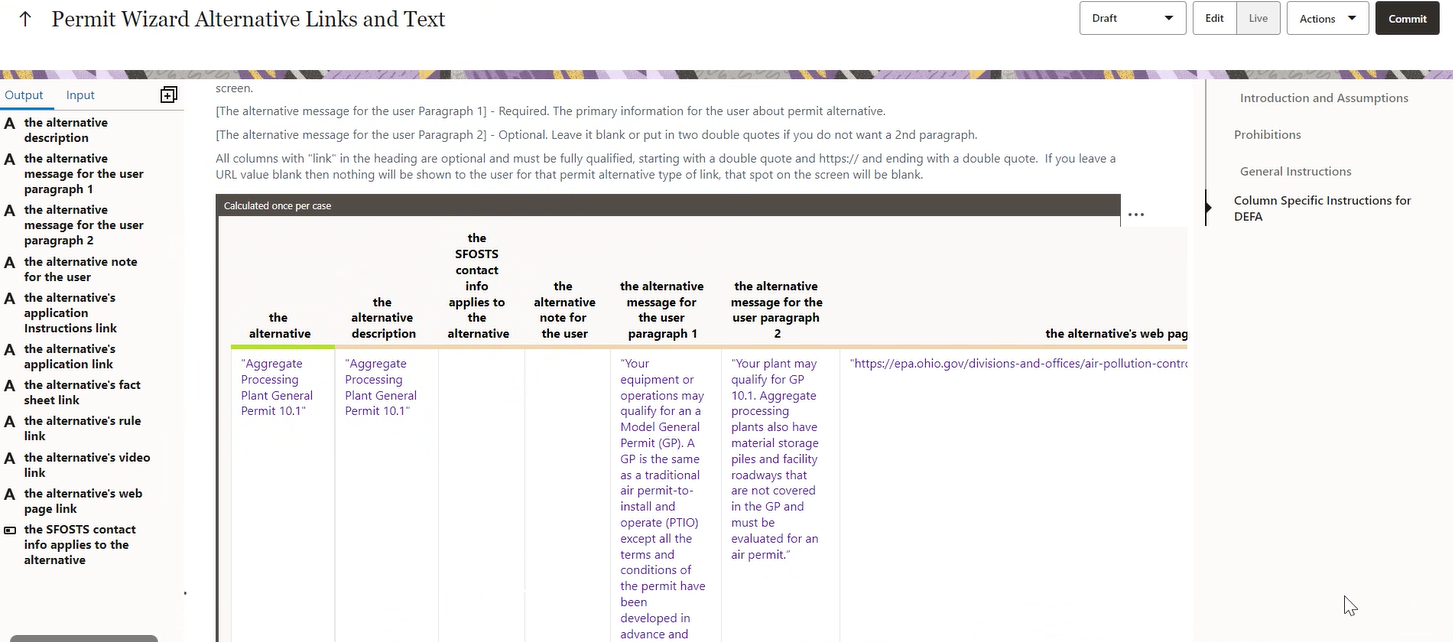 Permit Wizard Alternative Links and Text
Draft
Edit
Live
Actions
Commit
Output
Input
A the alternative
description
A the alternative
message for the user
paragraph 1
A the alternative
message for the user
paragraph 2
A the alternative note
for the user
A the alternative's
application
Instructions link
A the alternative's
application link
A the alternative's fact
sheet link
A the alternative's rule
link
A the alternative's video
link
A the alternative's web
page link
the SFOSTS contact
info applies to the
alternative
screen.
[The alternative message for the user Paragraph 1] - Required. The primary information for the user about permit alternative.
[The alternative message for the user Paragraph 2] - Optional. Leave it blank or put in two double quotes if you do not want a 2nd paragraph.
All columns with "link" in the heading are optional and must be fully qualified, starting with a double quote and https:// and ending with a double quote.  If you leave a
URL value blank then nothing will be shown to the user for that permit alternative type of link, that spot on the screen will be blank.
Calculated once per case
the
alternative
the
alternative
description
the
SFOSTS
contact
info
applies to
the
alternative
the
alternative
note for
the user
the alternative
message for
the user
paragraph 1
the alternative
message for the
user paragraph
2
the alternative's web pag
"Aggregate
Processing
Plant General
Permit 10.1"
"Aggregate
Processing
Plant General
Permit 10.1"
"Your
equipment or
operations may
qualify for an a
Model General
Permit (GP). A
GP is the same
as a traditional
air permit-to-
install and
operate (PTIO)
except all the
terms and
conditions of
the permit have
been
developed in
advance and
"Your plant may
qualify for GP
10.1. Aggregate
processing
plants also have
material storage
piles and facility
roadways that
are not covered
in the GP and
must be
evaluated for an
air permit."
"https://epa.ohio.gov/divisions-and-offices/air-pollution-contro
Introduction and Assumptions
Prohibitions
General Instructions
Column Specific Instructions for
DEFA